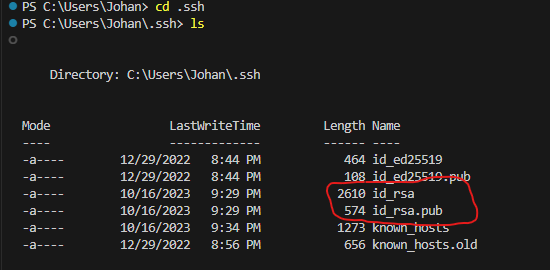 PS C:\Users\Johan> cd .ssh
PS C:\Users\Johan\.ssh> ls
Directory: C:\Users\Johan\.ssh
Mode LastWriteTime Length Name
---- ------------- ------ ----
-a---- 12/29/2022 8:44 PM 464 id_ed25519
-a---- 12/29/2022 8:44 PM 108 id_ed25519.pub
-a---- 10/16/2023 9:29 PM 2610 id_rsa
-a---- 10/16/2023 9:29 PM 574 id_rsa.pub
-a---- 10/16/2023 9:34 PM 1273 known_hosts
-a---- 12/29/2022 8:56 PM 656 known_hosts.old